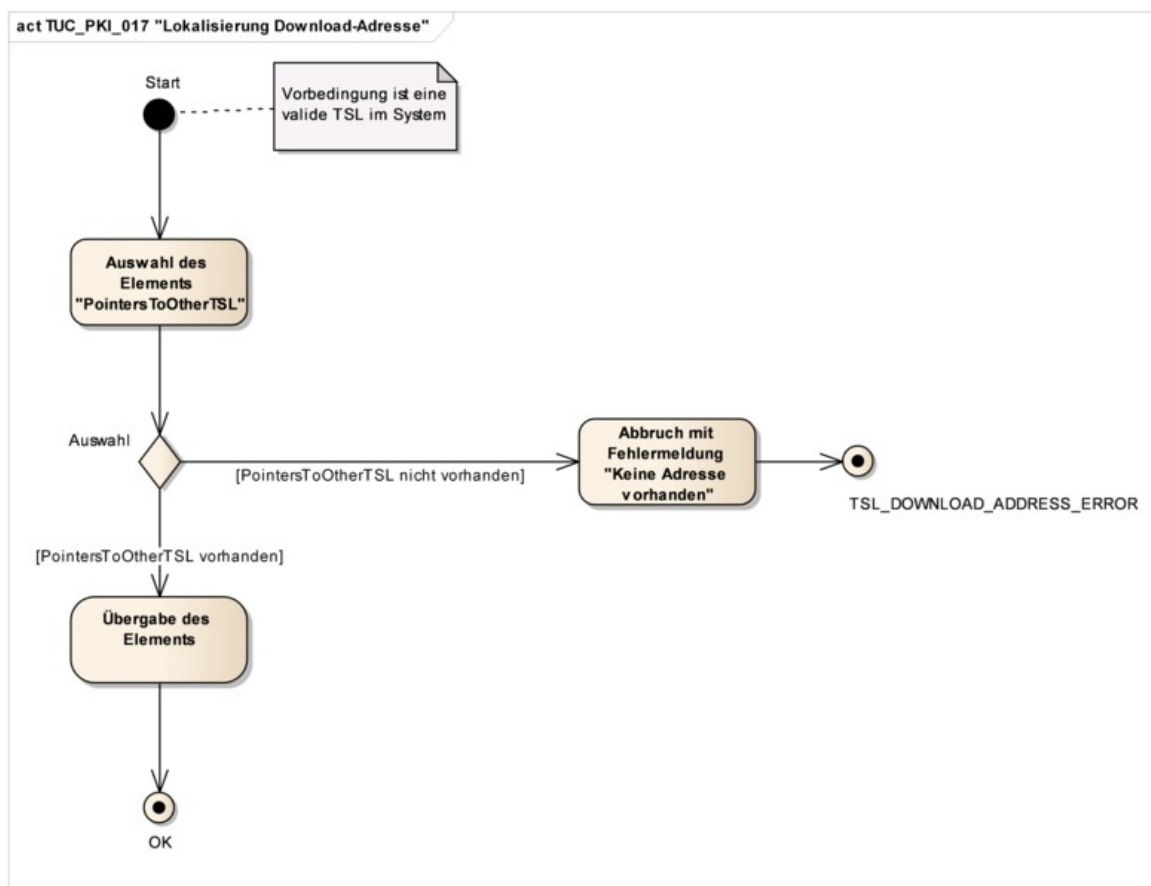 act TUC_PKI_017 "Lokalisierung Download-Adresse"
Start
Vorbedingung ist eine
valide TSL im System
Auswahl des
Elements
"PointersToOtherTSL"
Auswahl
[PointersToOtherTSL nicht vorhanden]
Abbruch mit
Fehlermeldung
"Keine Adresse
vorhanden"
TSL_DOWNLOAD_ADDRESS_ERROR
[PointersToOtherTSL vorhanden]
Übergabe des
Elements
OK